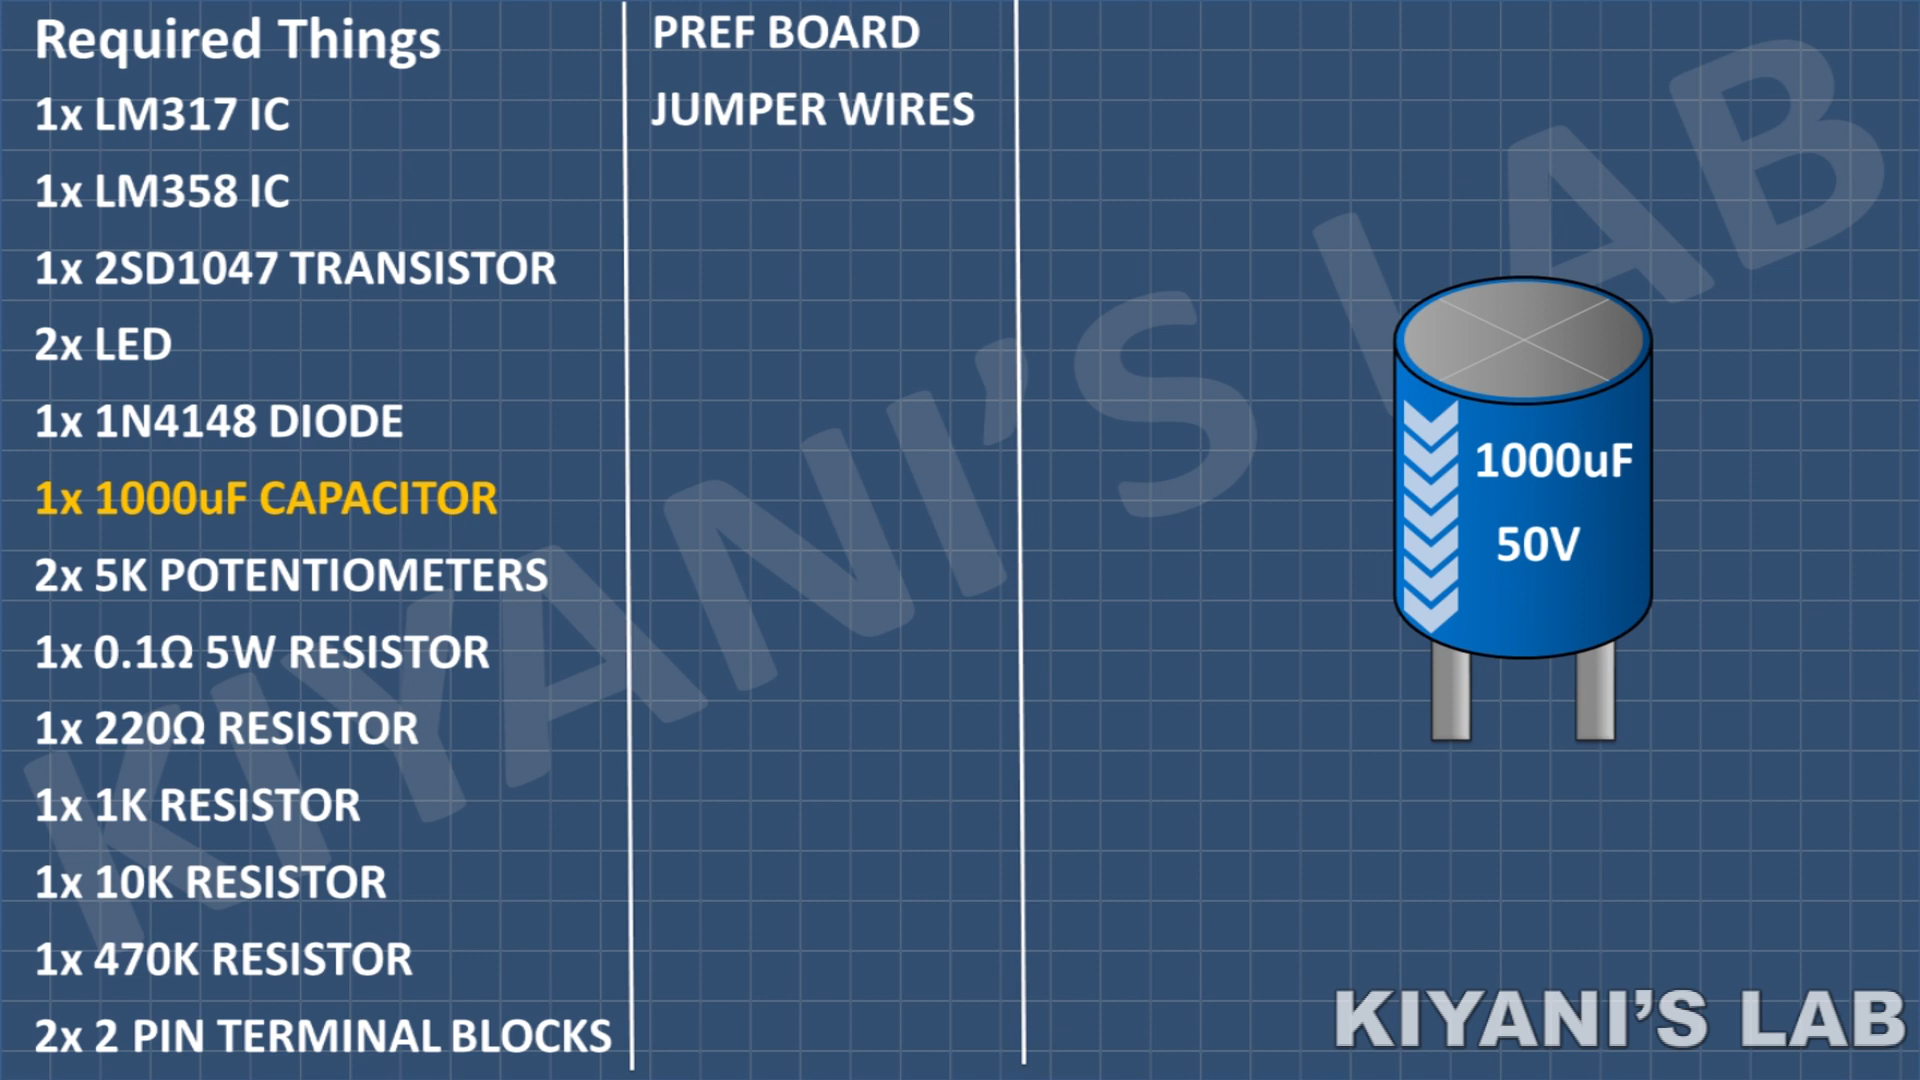 Required Things
1x LM317 IC
1x LM358 IC
1x 2SD1047 TRANSISTOR
2x LED
1x 1N4148 DIODE
1x 1000uF CAPACITOR
2x 5K POTENTIOMETERS
1x 0.1Ω 5W RESISTOR
1x 220Ω RESISTOR
1x 1K RESISTOR
1x 10K RESISTOR
1x 470K RESISTOR
2x 2 PIN TERMINAL BLOCKS
PREF BOARD
JUMPER WIRES
1000uF
50V
KIYANI'S LAB
KIYANI'S LAB